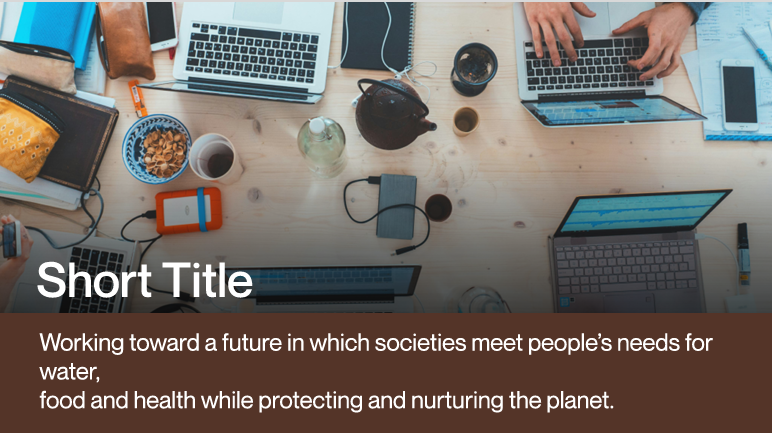 Short Title
Working toward a future in which societies meet people’s needs for
water,
food and health while protecting and nurturing the planet.